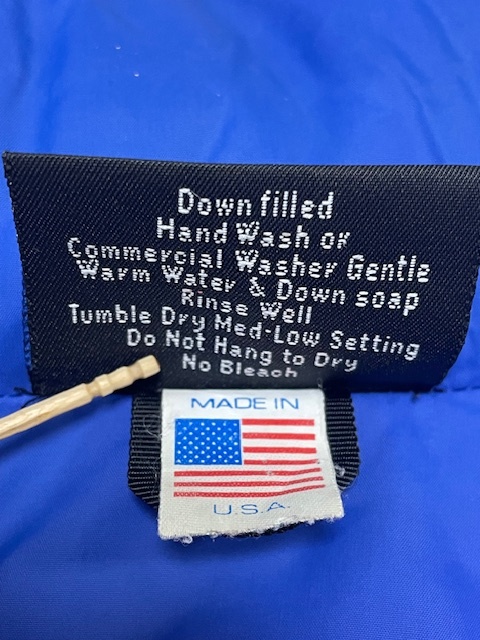 Down filled
Hand Wash or
Commercial Washer Gentle
Warm Water & Down soap
Rinse Well
Tumble Dry Med-Low Setting
Do Not Hang to Dry
No Bleach
MADE IN
U.S.A.